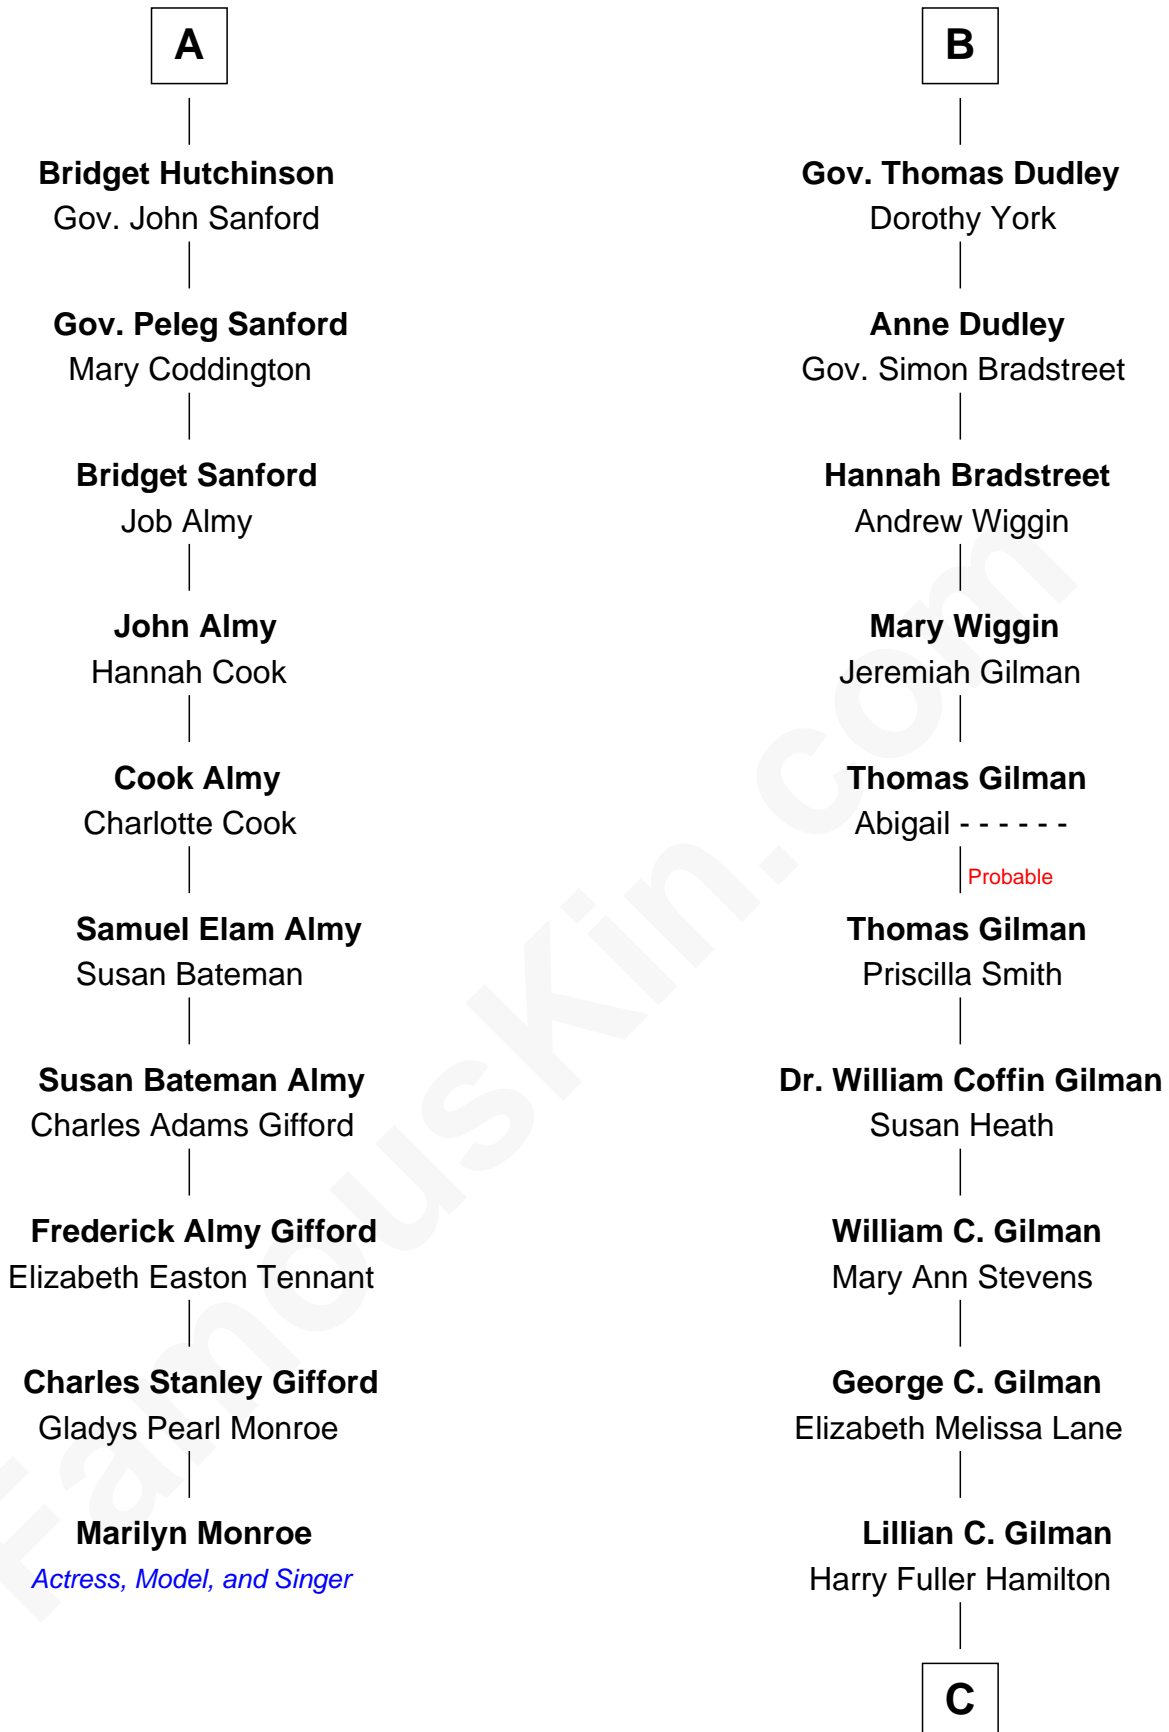 A
Bridget Hutchinson
Gov. John Sanford
Gov. Peleg Sanford
Mary Coddington
Bridget Sanford
Job Almy
John Almy
Hannah Cook
Cook Almy
Charlotte Cook
Samuel Elam Almy
Susan Bateman
Susan Bateman Almy
Charles Adams Gifford
Frederick Almy Gifford
Elizabeth Easton Tennant
Charles Stanley Gifford
Gladys Pearl Monroe
Marilyn Monroe
Actress, Model, and Singer
B
Gov. Thomas Dudley
Dorothy York
Anne Dudley
Gov. Simon Bradstreet
Hannah Bradstreet
Andrew Wiggin
Mary Wiggin
Jeremiah Gilman
Thomas Gilman
Abigail - - - - - -
Probable
Thomas Gilman
Priscilla Smith
Dr. William Coffin Gilman
Susan Heath
William C. Gilman
Mary Ann Stevens
George C. Gilman
Elizabeth Melissa Lane
Lillian C. Gilman
Harry Fuller Hamilton
C
FamousKin.com